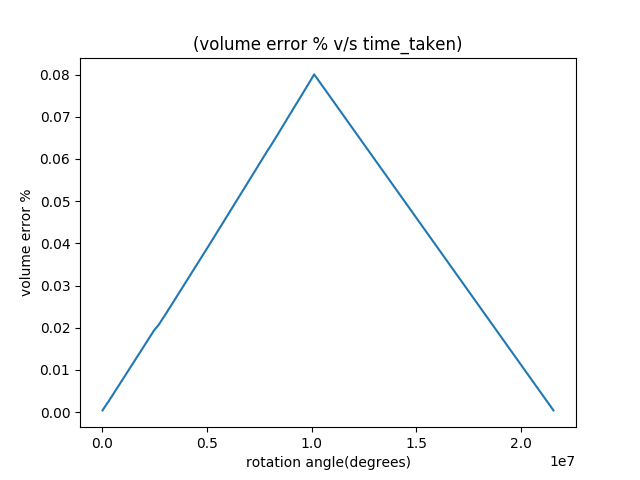 (volume error % v/s time_taken)
0.08
0.07
0.06
0.05
0.04
0.03
0.02
0.01
0.00
volume error %
0.0 0.5 1.0 1.5 2.0
1e7
rotation angle(degrees)